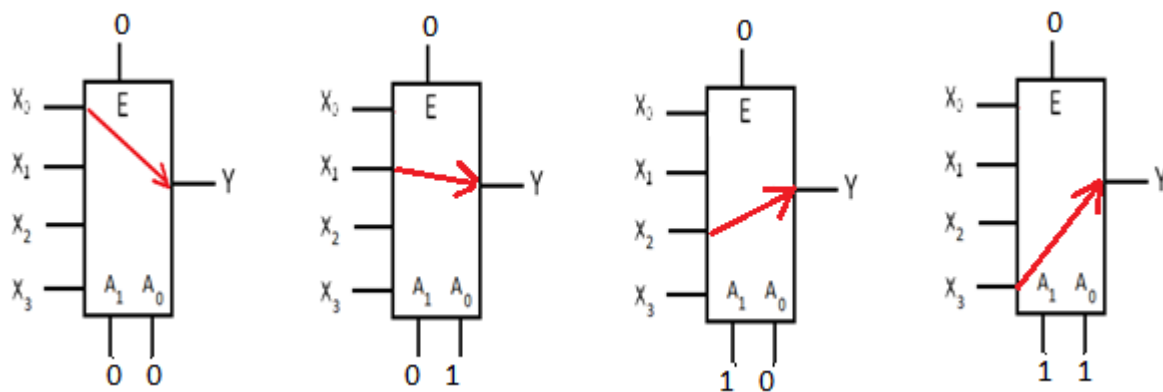 0 0 0 0
E E E E
X₀ X₀ X₀ X₀
X₁ X₁ X₁ X₁
Y Y Y Y
X₂ X₂ X₂ X₂
X₃ A₁ A₀ X₃ A₁ A₀ X₃ A₁ A₀ X₃ A₁ A₀
0 0 0 1 1 0 1 1